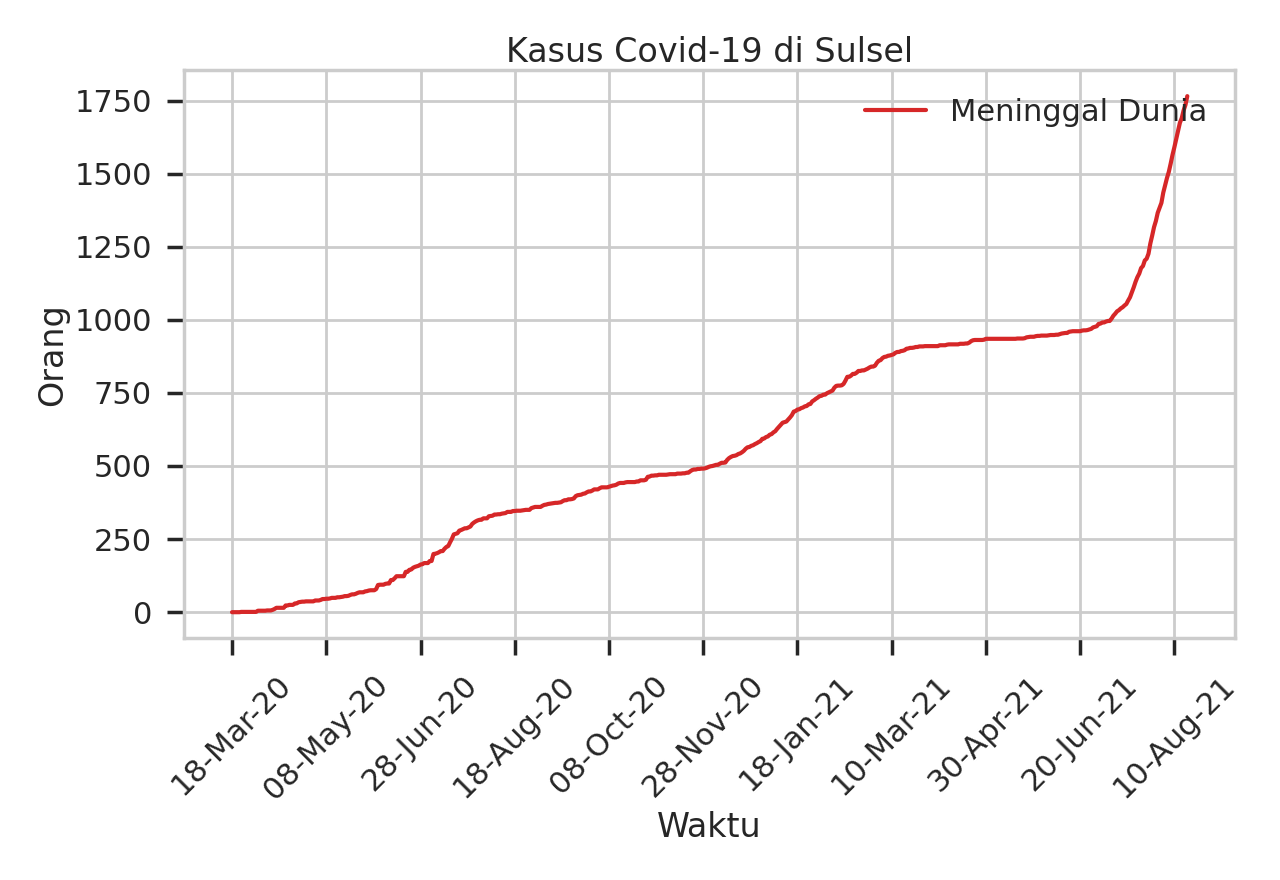 Kasus Covid-19 di Sulsel
Meninggal Dunia
Orang
1750
1500
1250
1000
750
500
250
0
18-Mar-20
08-May-20
28-Jun-20
18-Aug-20
08-Oct-20
28-Nov-20
18-Jan-21
10-Mar-21
30-Apr-21
20-Jun-21
10-Aug-21
Waktu